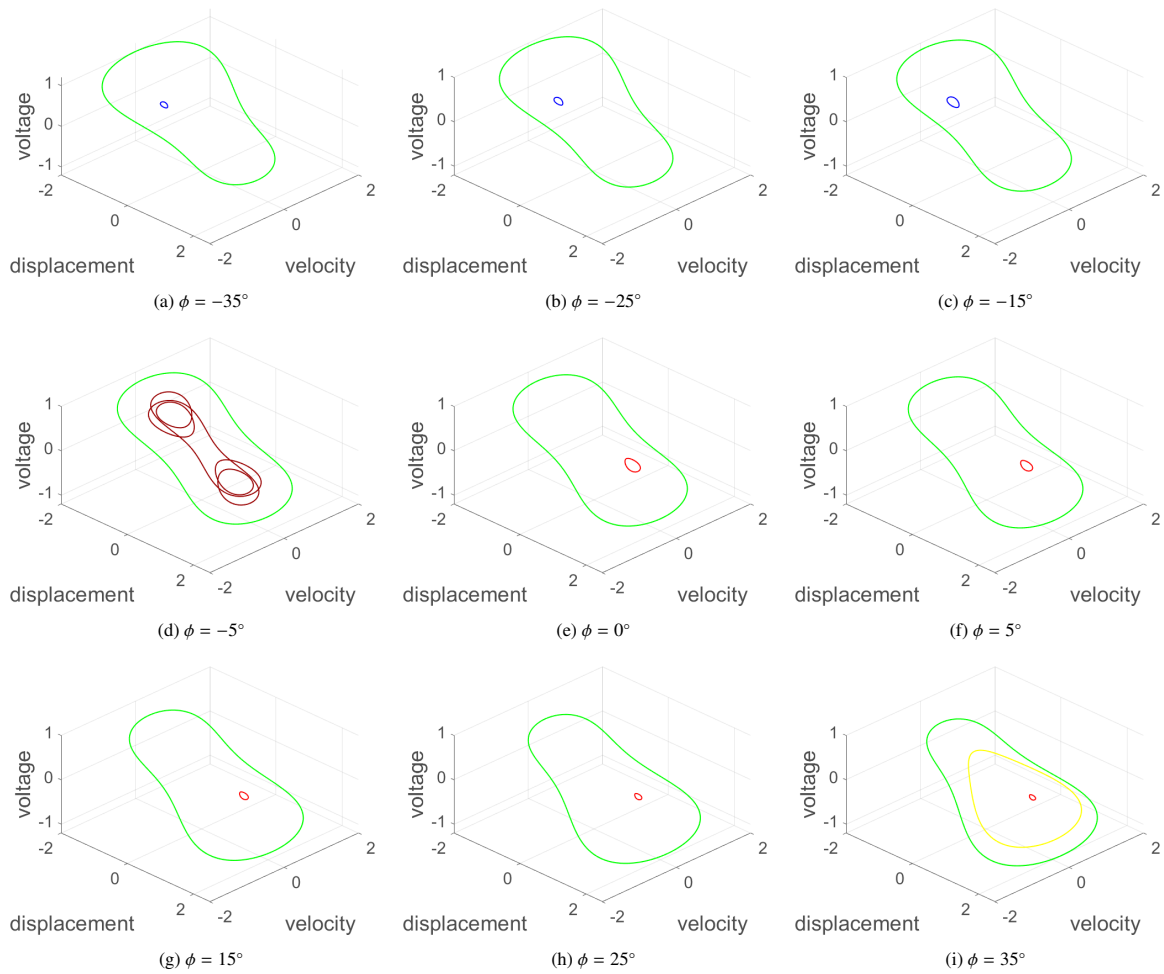 1
0
-1
voltage
-2
0
2
displacement
-2
0
2
velocity
(a) ϕ = −35°
1
0
-1
voltage
-2
0
2
displacement
-2
0
2
velocity
(b) ϕ = −25°
1
0
-1
voltage
-2
0
2
displacement
-2
0
2
velocity
(c) ϕ = −15°
1
0
-1
voltage
-2
0
2
displacement
-2
0
2
velocity
(d) ϕ = −5°
1
0
-1
voltage
-2
0
2
displacement
-2
0
2
velocity
(e) ϕ = 0°
1
0
-1
voltage
-2
0
2
displacement
-2
0
2
velocity
(f) ϕ = 5°
1
0
-1
voltage
-2
0
2
displacement
-2
0
2
velocity
(g) ϕ = 15°
1
0
-1
voltage
-2
0
2
displacement
-2
0
2
velocity
(h) ϕ = 25°
1
0
-1
voltage
-2
0
2
displacement
-2
0
2
velocity
(i) ϕ = 35°